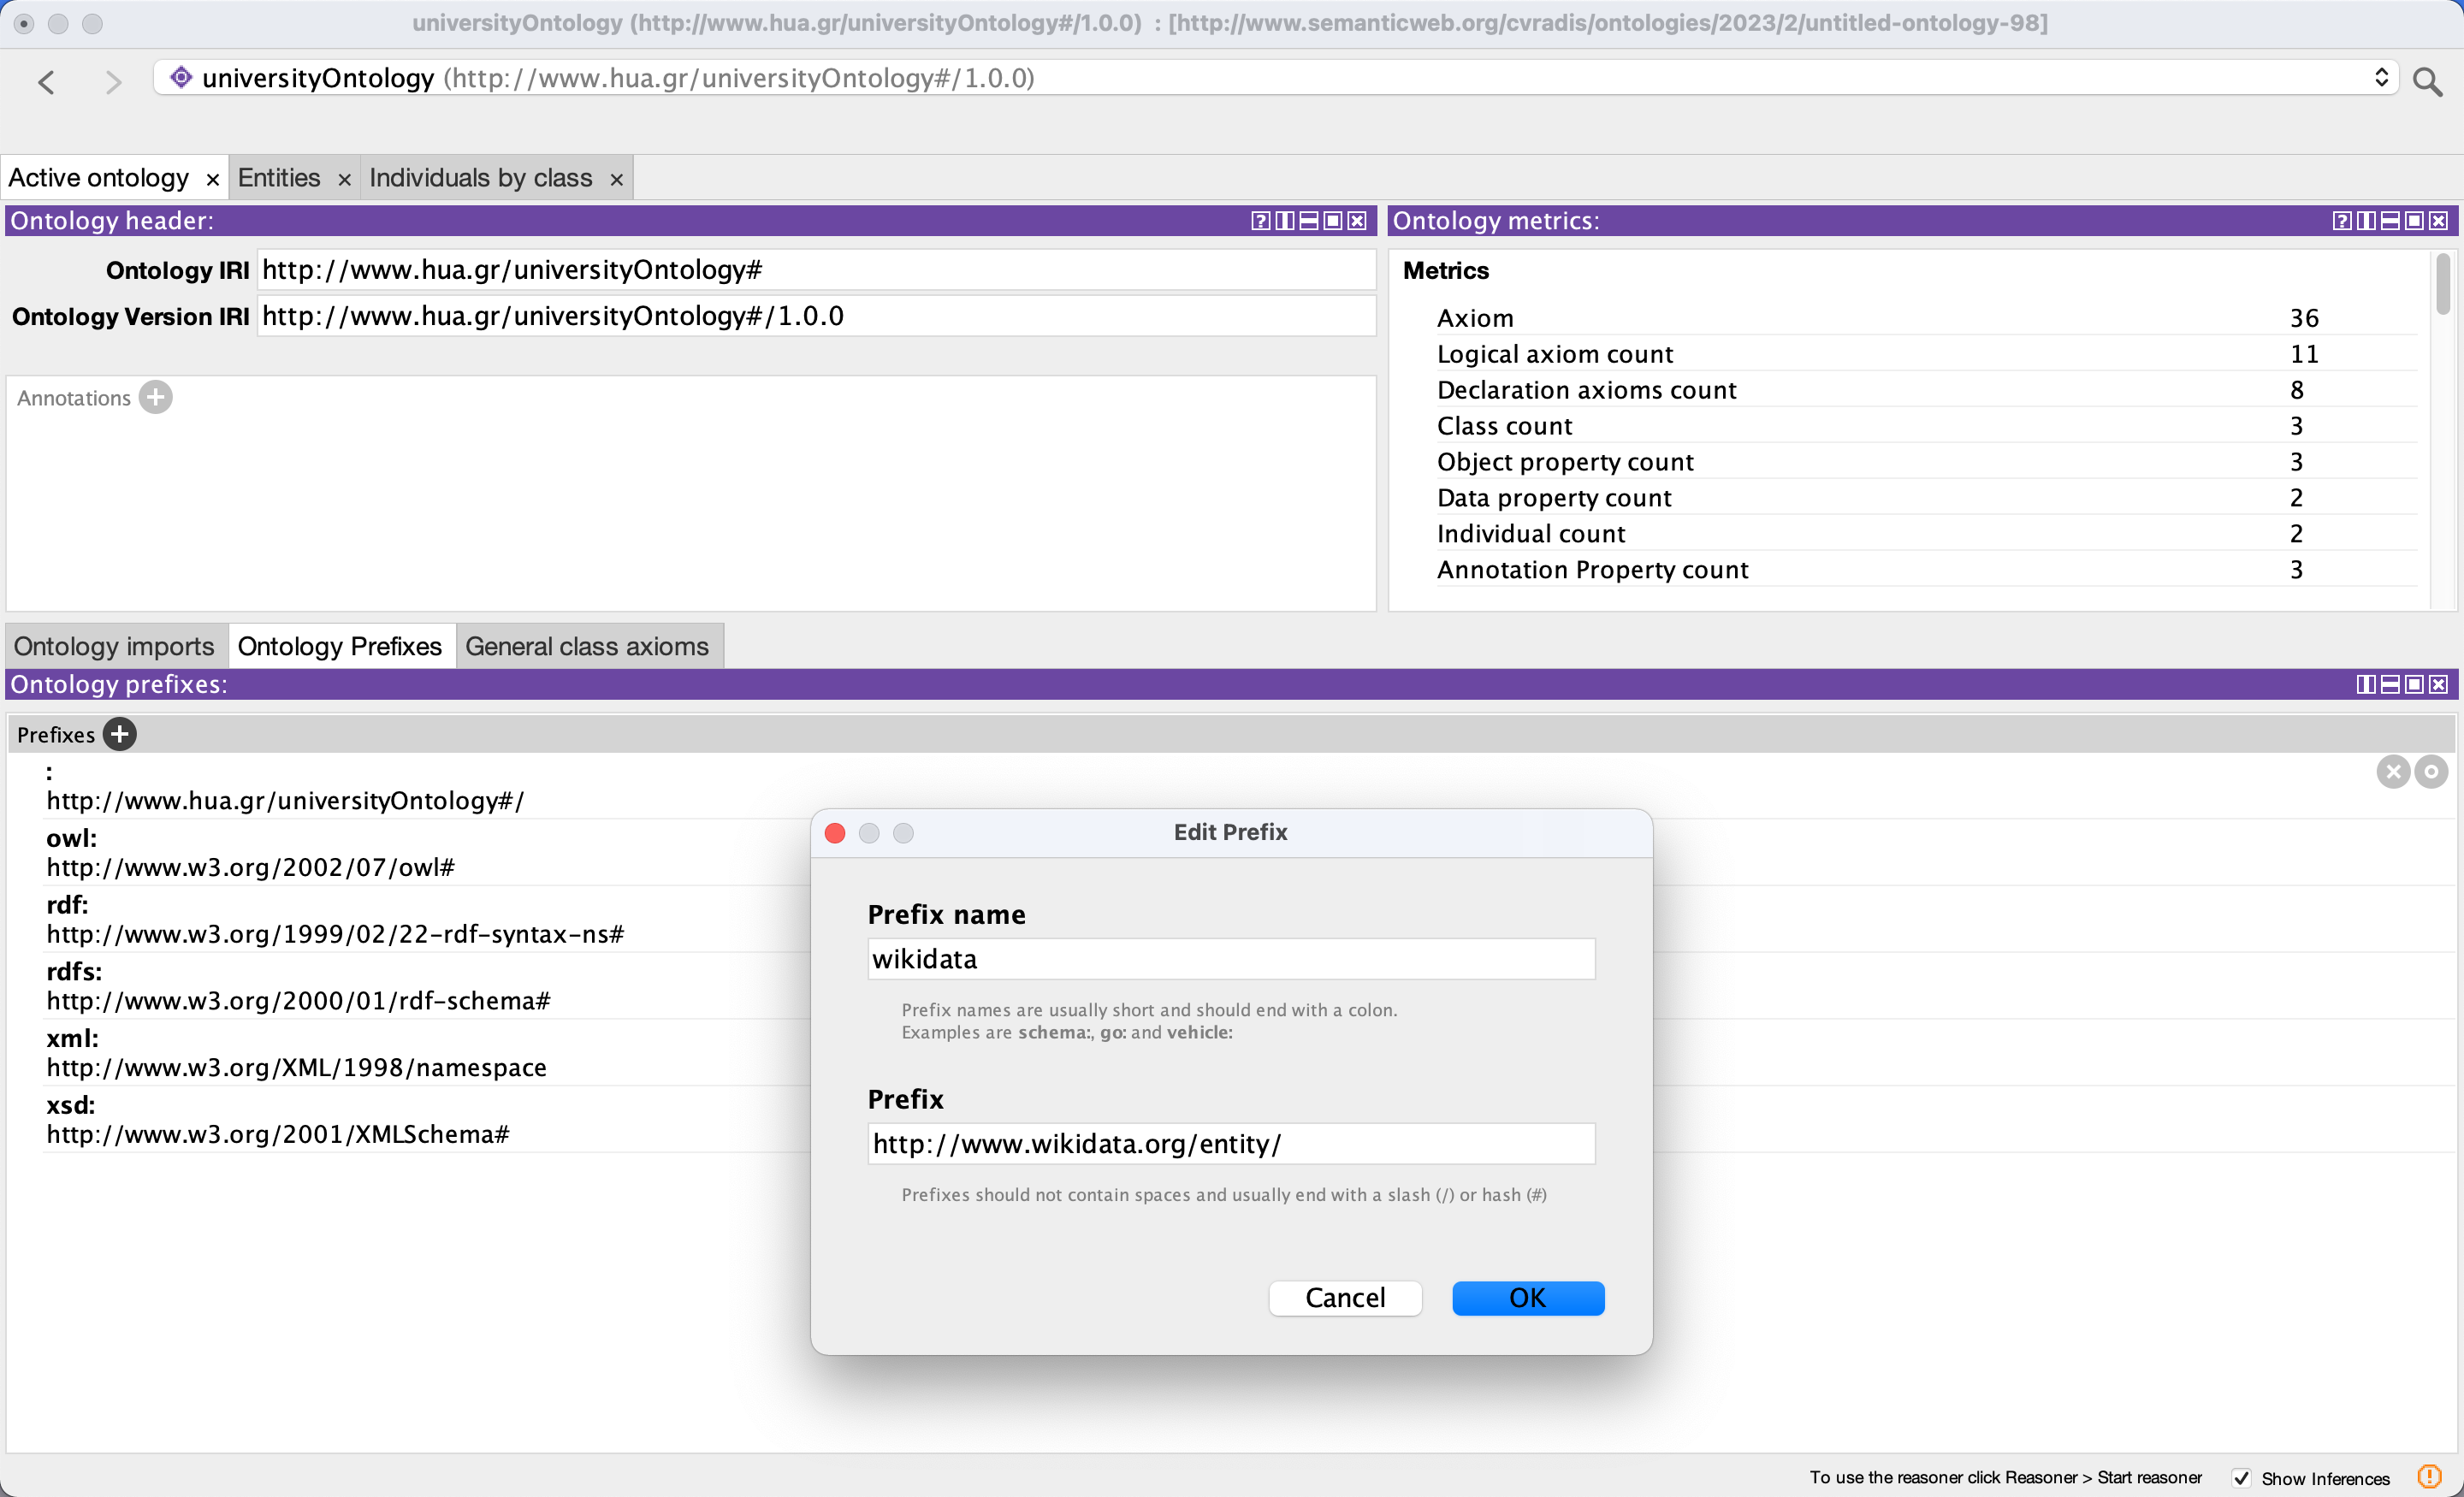 universityOntology (http://www.hua.gr/universityOntology#/1.0.0) : [http://www.semanticweb.org/cvradis/ontologies/2023/2/untitled-ontology-98]
universityOntology (http://www.hua.gr/universityOntology#/1.0.0)
Active ontology × Entities × Individuals by class ×
Ontology header:
Ontology IRI http://www.hua.gr/universityOntology#
Ontology Version IRI http://www.hua.gr/universityOntology#/1.0.0
Annotations
Ontology metrics:
Metrics
Axiom 36
Logical axiom count 11
Declaration axioms count 8
Class count 3
Object property count 3
Data property count 2
Individual count 2
Annotation Property count 3
Ontology imports Ontology Prefixes General class axioms
Ontology prefixes:
Prefixes
:
http://www.hua.gr/universityOntology#/
owl:
http://www.w3.org/2002/07/owl#
rdf:
http://www.w3.org/1999/02/22-rdf-syntax-ns#
rdfs:
http://www.w3.org/2000/01/rdf-schema#
xml:
http://www.w3.org/XML/1998/namespace
xsd:
http://www.w3.org/2001/XMLSchema#
Edit Prefix
Prefix name
wikidata
Prefix names are usually short and should end with a colon.
Examples are schema:, go: and vehicle:
Prefix
http://www.wikidata.org/entity/
Prefixes should not contain spaces and usually end with a slash (/) or hash (#)
Cancel OK
To use the reasoner click Reasoner > Start reasoner Show Inferences